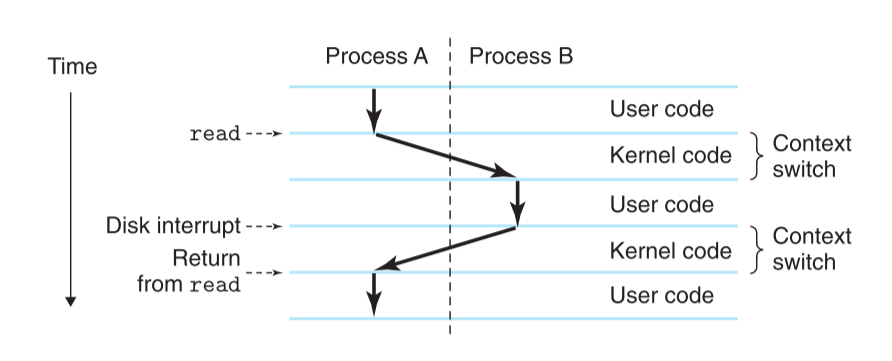 Process A
Process B
Time
User code
read
Kernel code
Context
switch
User code
Disk interrupt
Kernel code
Context
switch
Return
from read
User code